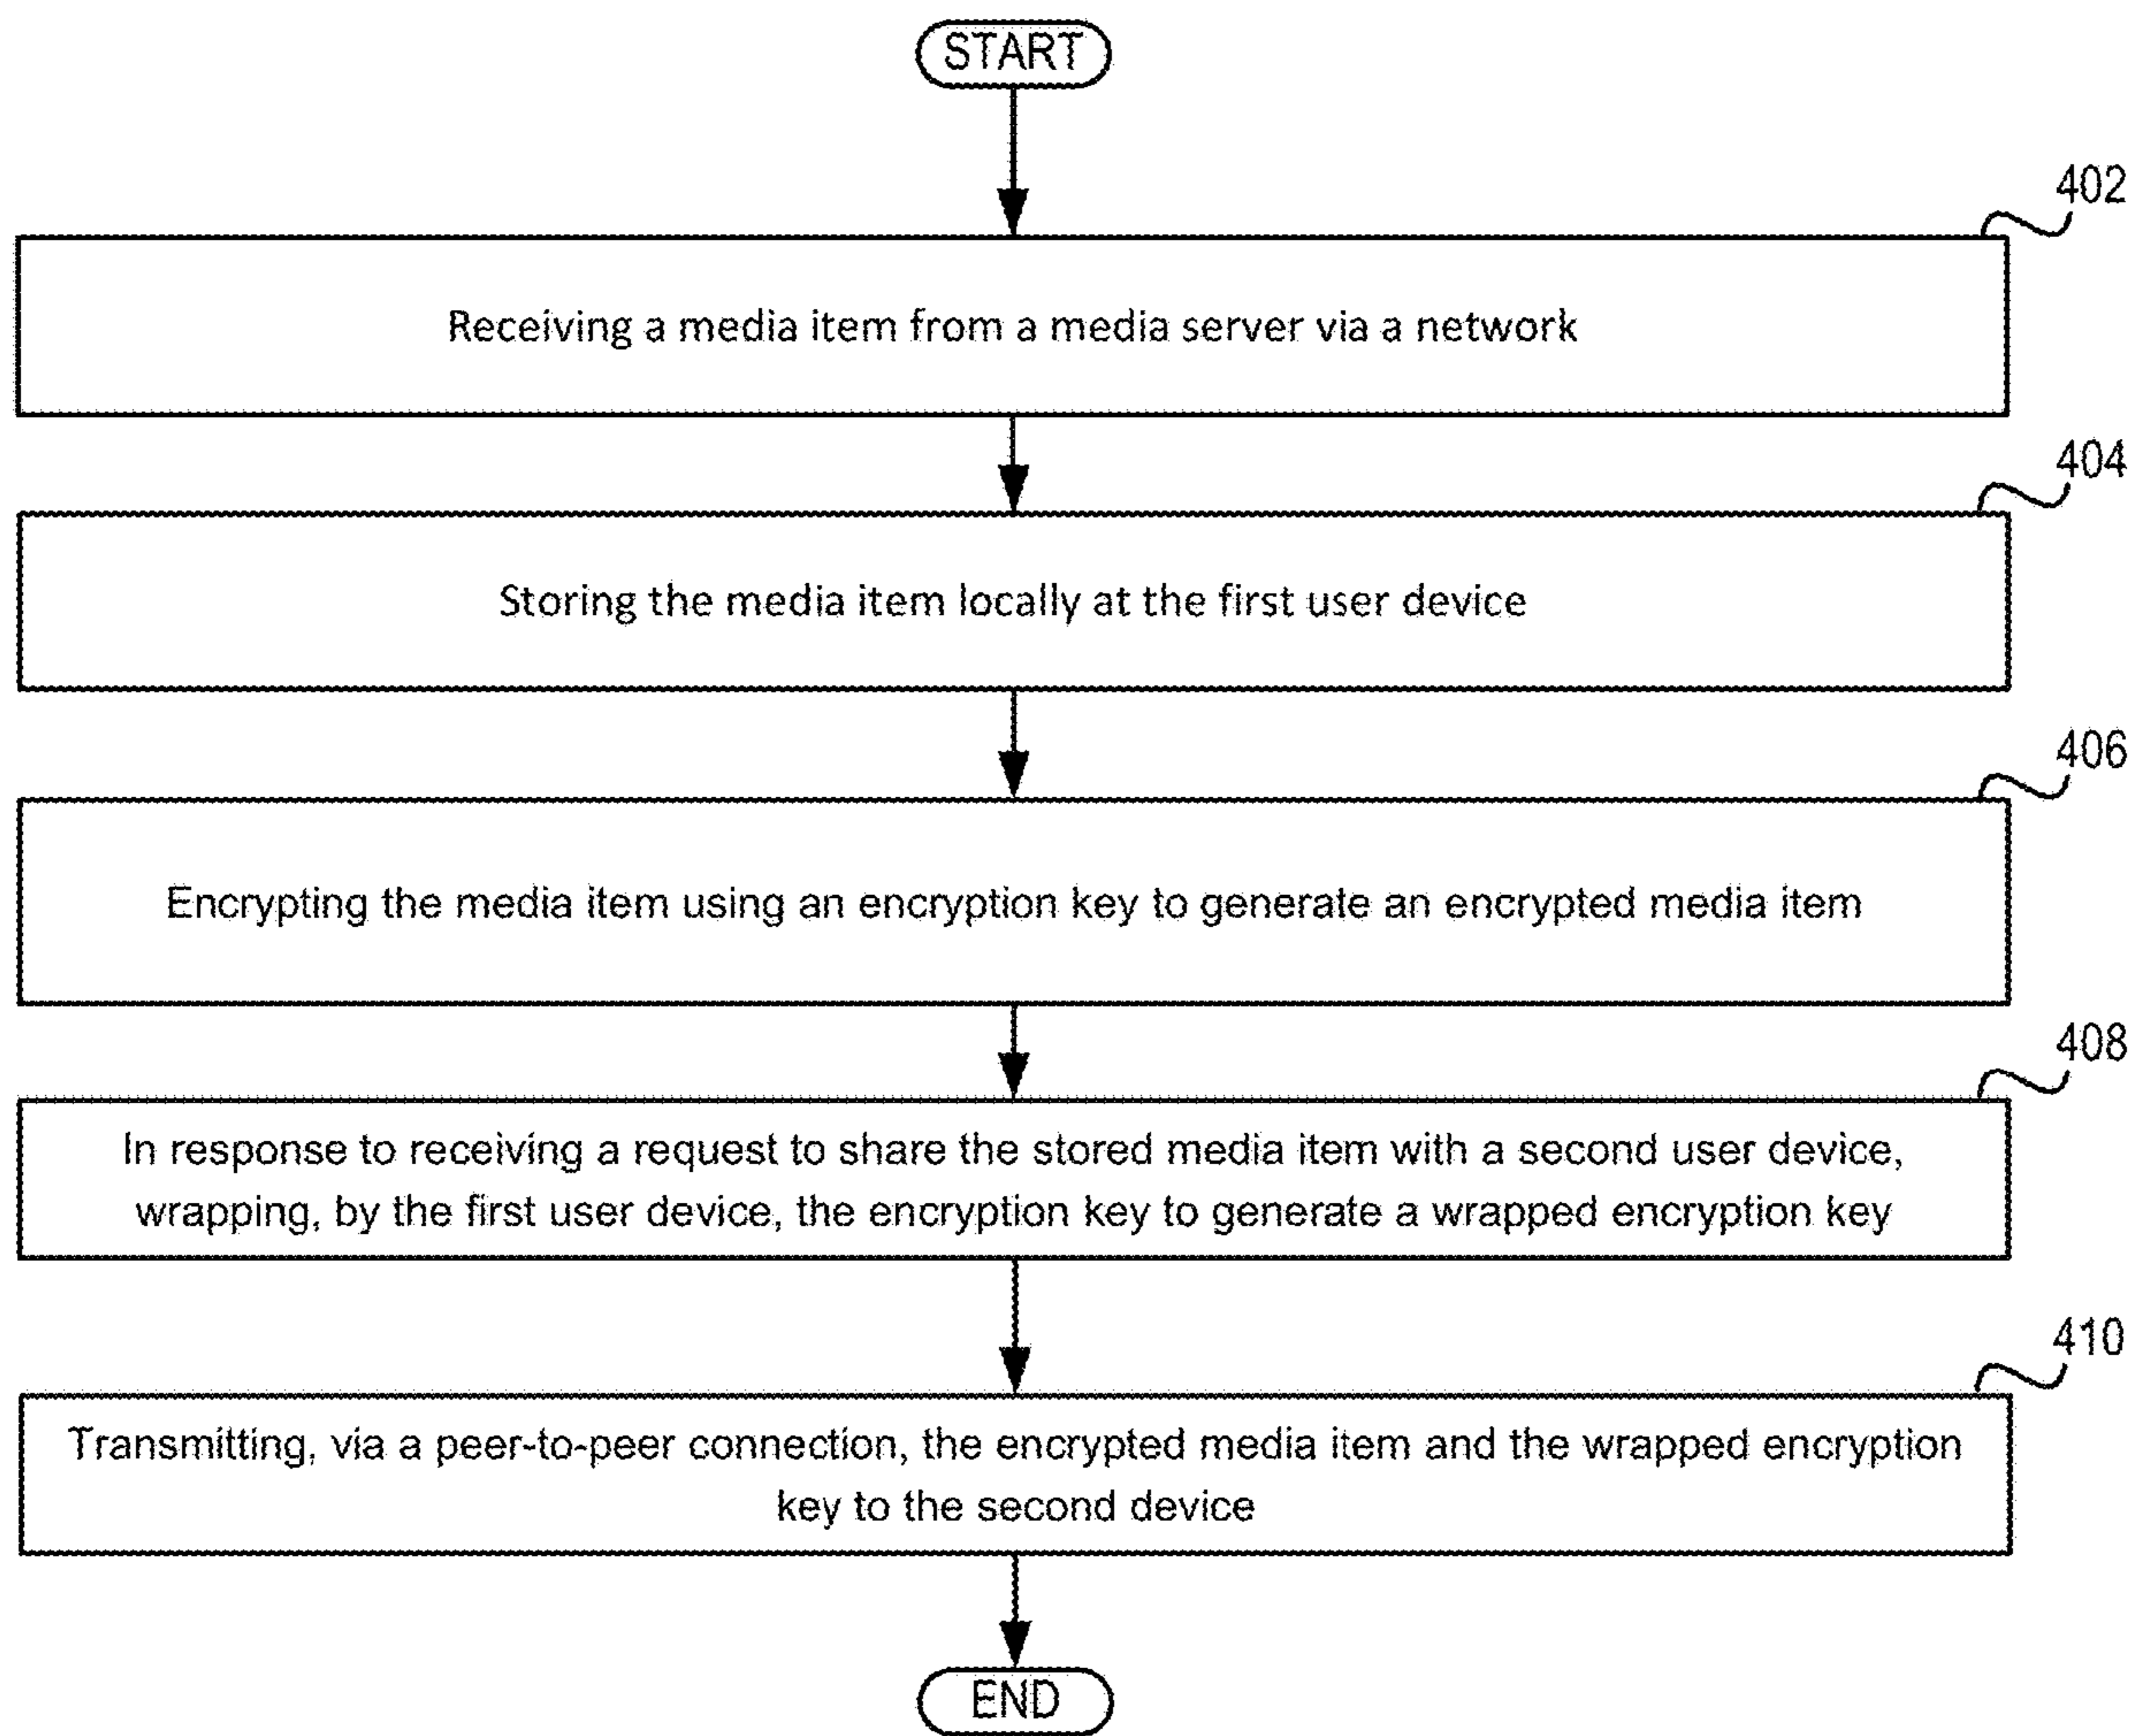 START
402
Receiving a media item from a media server via a network
404
Storing the media item locally at the first user device
406
Encrypting the media item using an encryption key to generate an encrypted media item
408
In response to receiving a request to share the stored media item with a second user device,
wrapping, by the first user device, the encryption key to generate a wrapped encryption key
410
Transmitting, via a peer-to-peer connection, the encrypted media item and the wrapped encryption
key to the second device
END